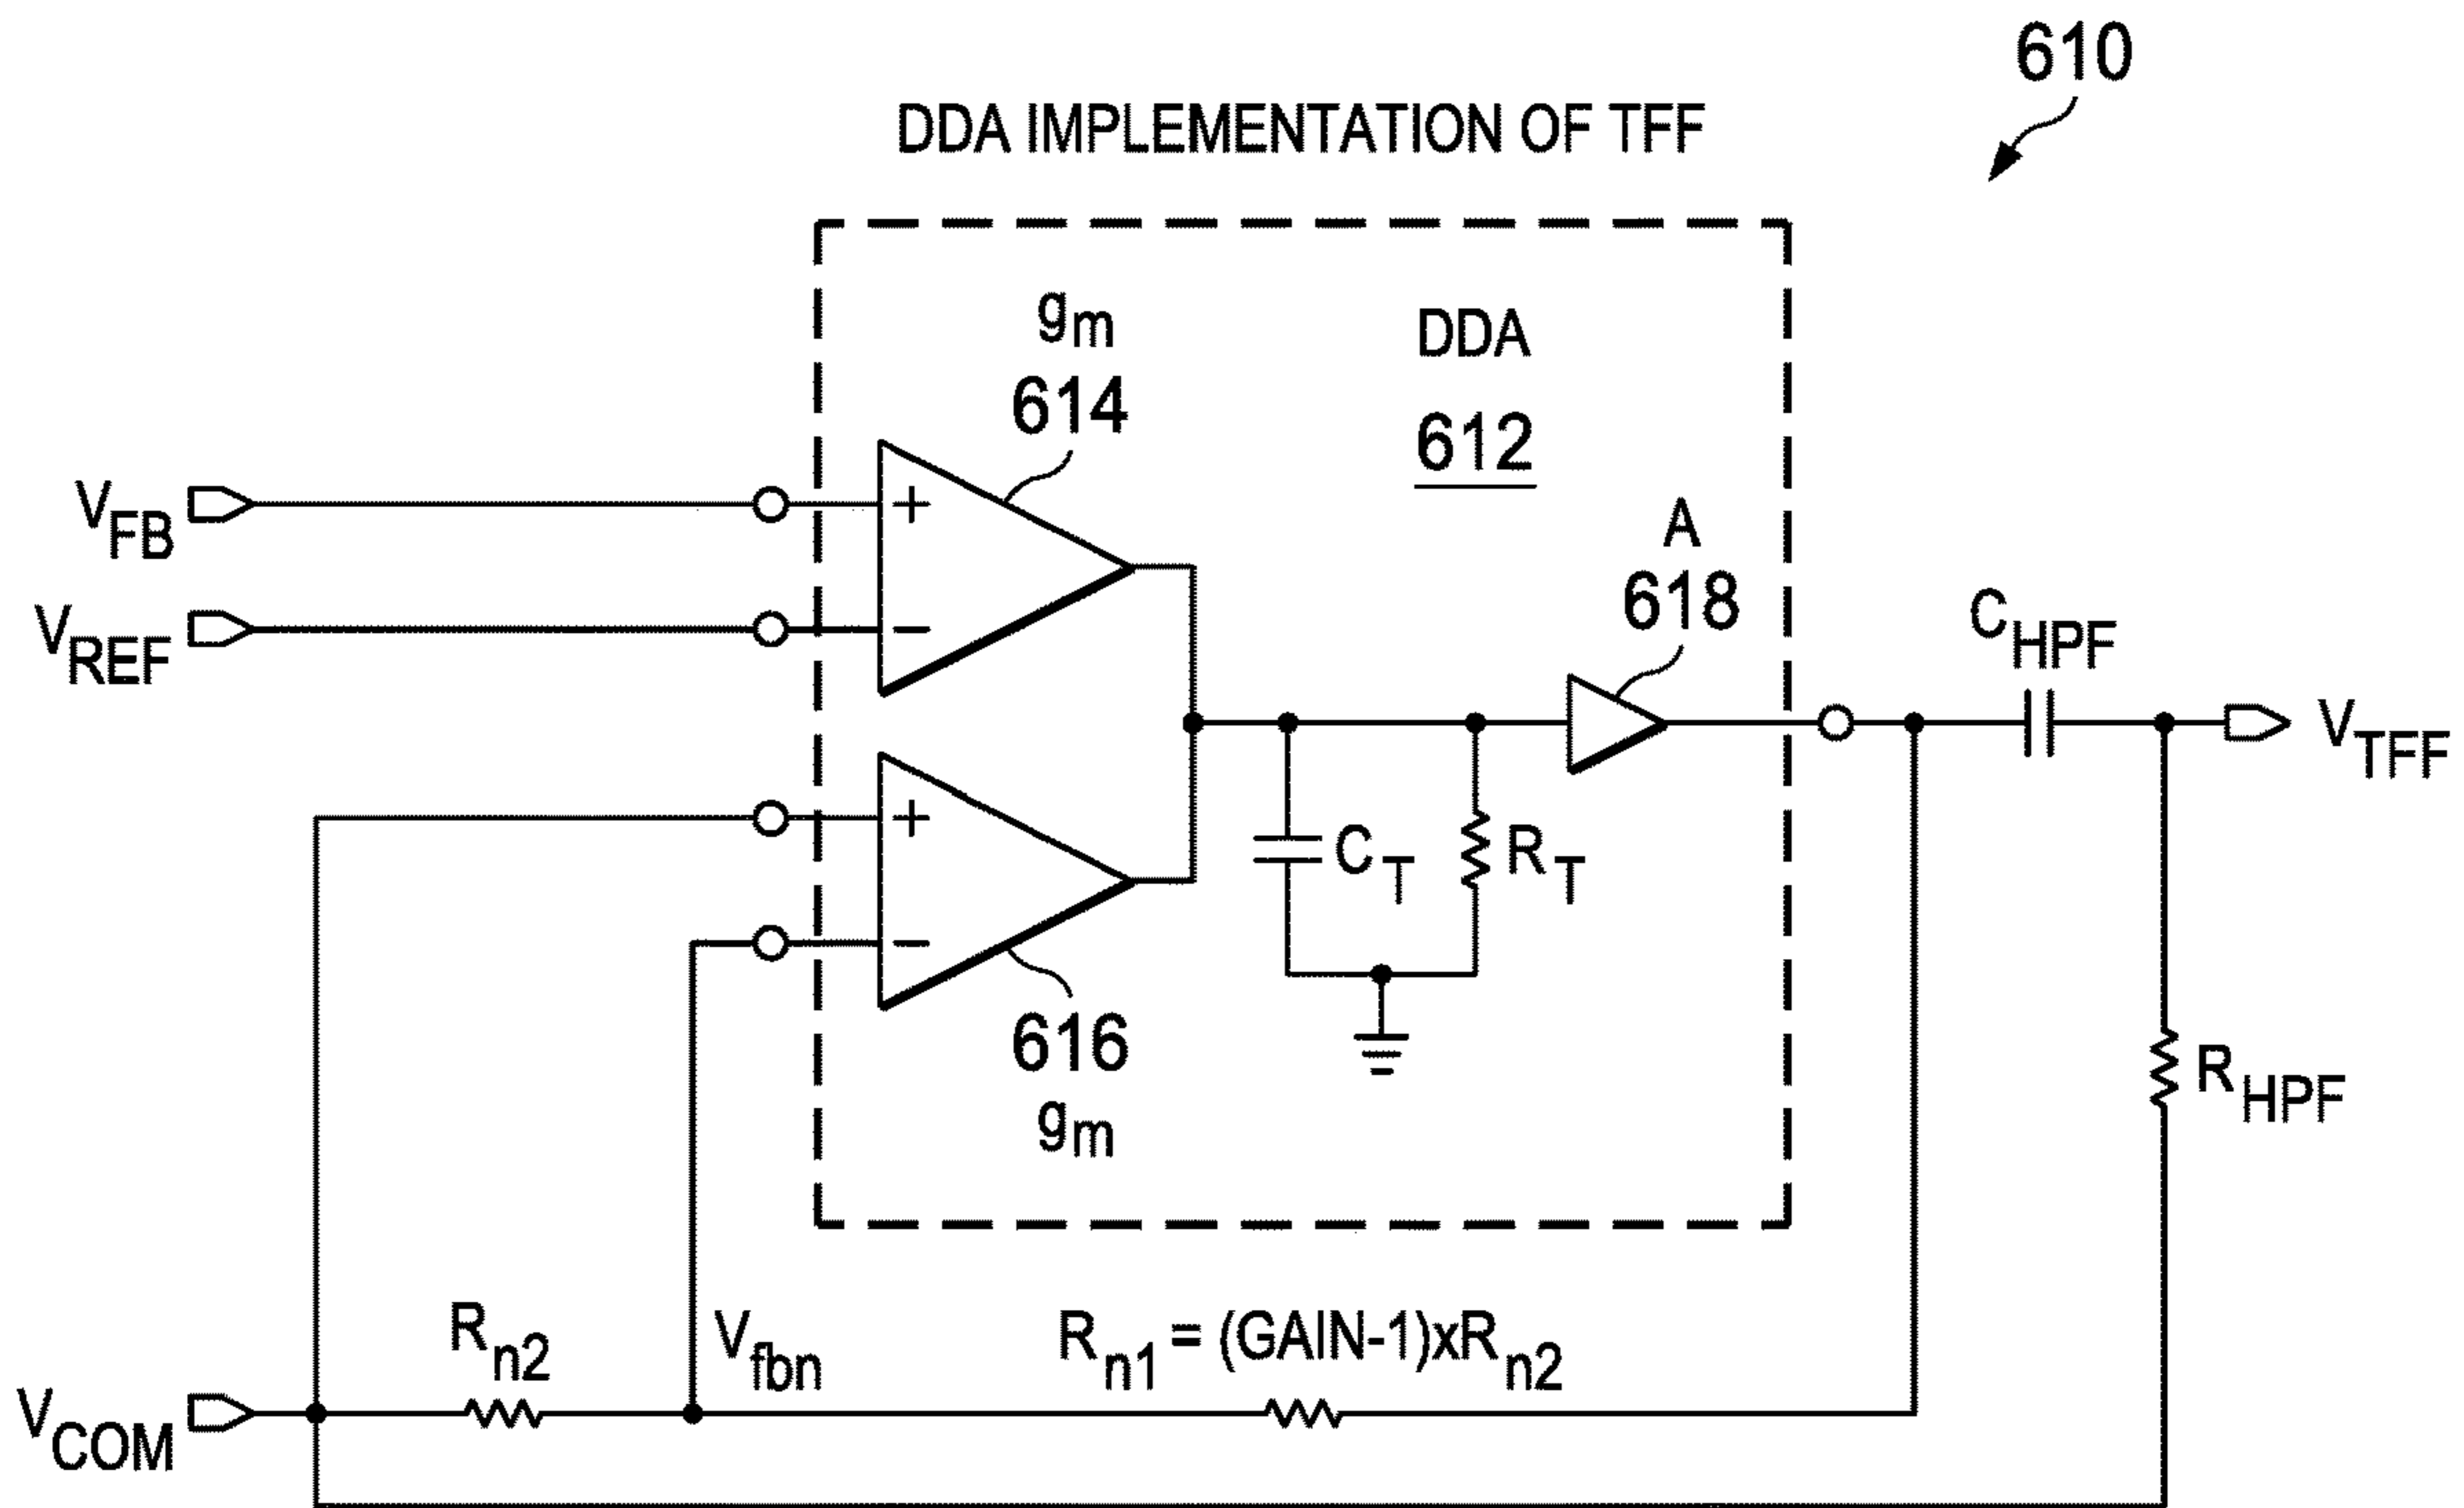 610
DDA IMPLEMENTATION OF TFF
gm
614
DDA
612
VFB
+
VREF
−
A
618
CHPF
VTFF
+
CT
RT
−
616
gm
RHPF
Rn2
Vfbn
Rn1 = (GAIN-1)xRn2
VCOM